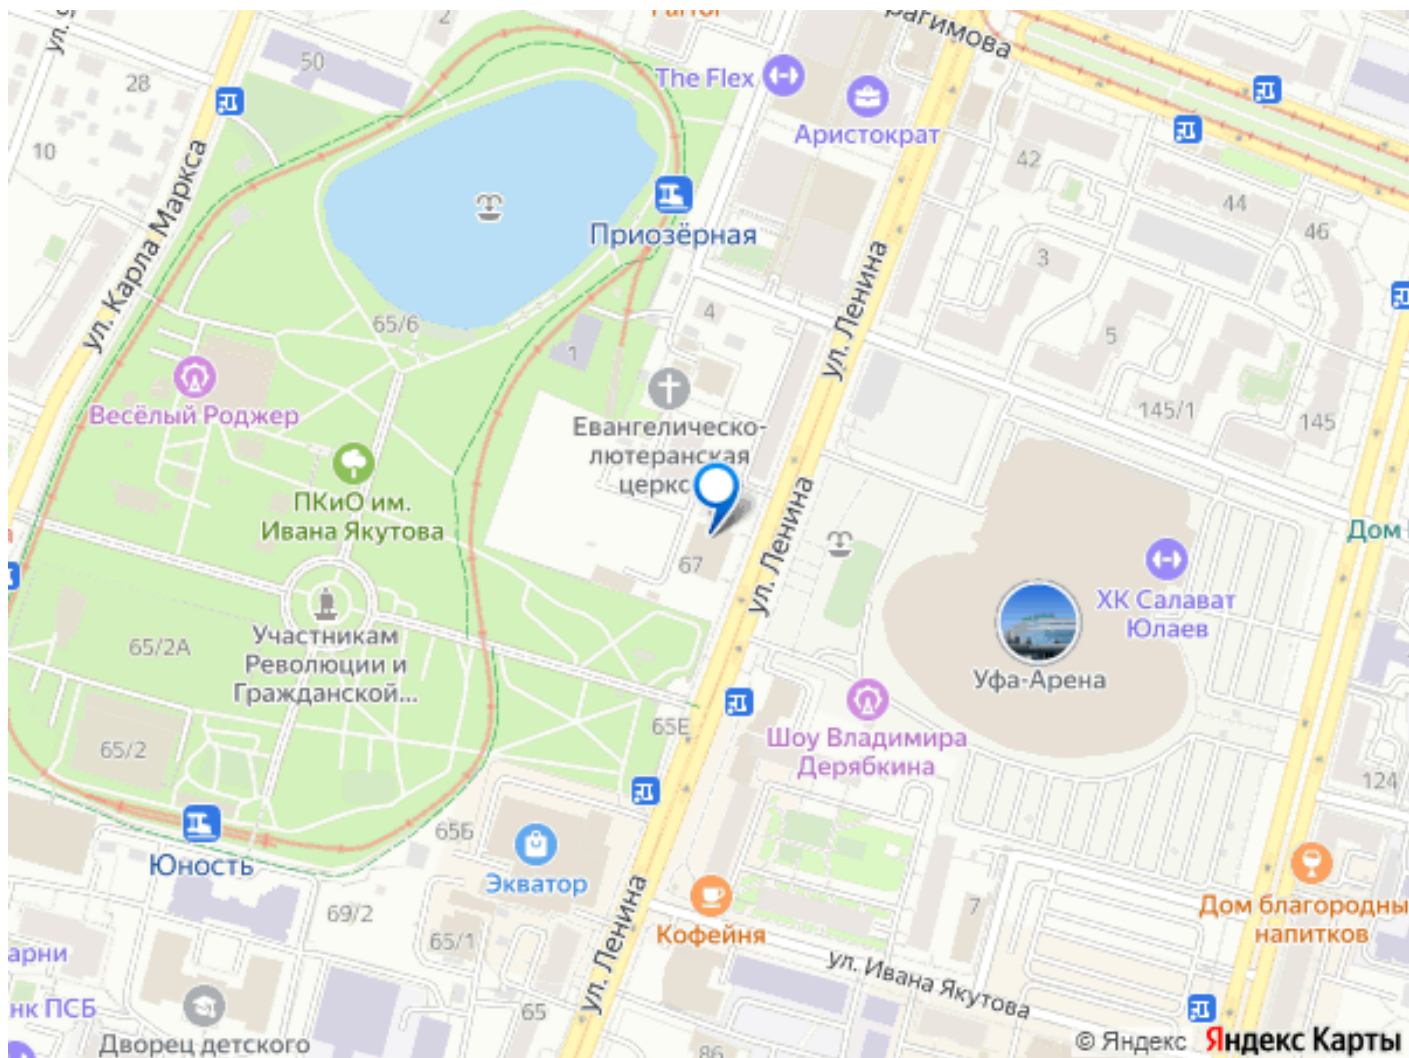 2
50
28
10
ул. Карла Маркса
The Flex
Аристократ
Приозёрная
42
44
46
3
5
145/1
145
ул. Ленина
4
65/6
1
Весёлый Роджер
Евангелическо-
лютеранская
ПКиО им.
Ивана Якутова
67
ул. Ленина
Дом
ХК Салават
Юлаев
Уфа-Арена
65/2А
Участникам
Революции и
Гражданской...
65Е
65/2
Шоу Владимира
Дерябкина
124
65Б
Юность
Экватор
Кофейня
7
Дом благородны
напитков
69/2
65/1
ул. Ленина
ул. Ивана Якутова
арни
нк ПСБ
65
Дворец детского
86
© Яндекс Яндекс Карты